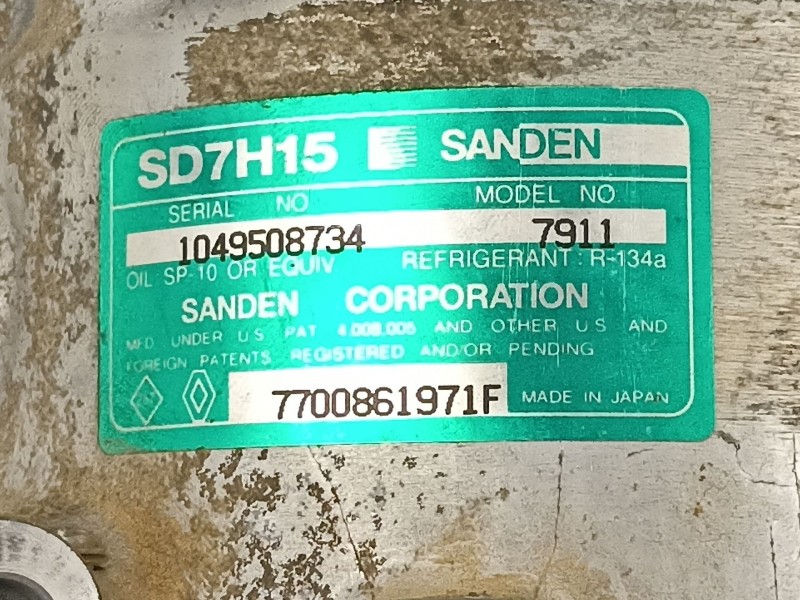 SD7H15 SANDEN
SERIAL NO MODEL NO
1049508734 7911
OIL SP-10 OR EQUIV REFRIGERANT: R-134a
SANDEN CORPORATION
MFD. UNDER U.S. PAT. 4.008.005 AND OTHER U.S AND
FOREIGN PATENTS REGISTERED AND/OR PENDING
7700861971F MADE IN JAPAN